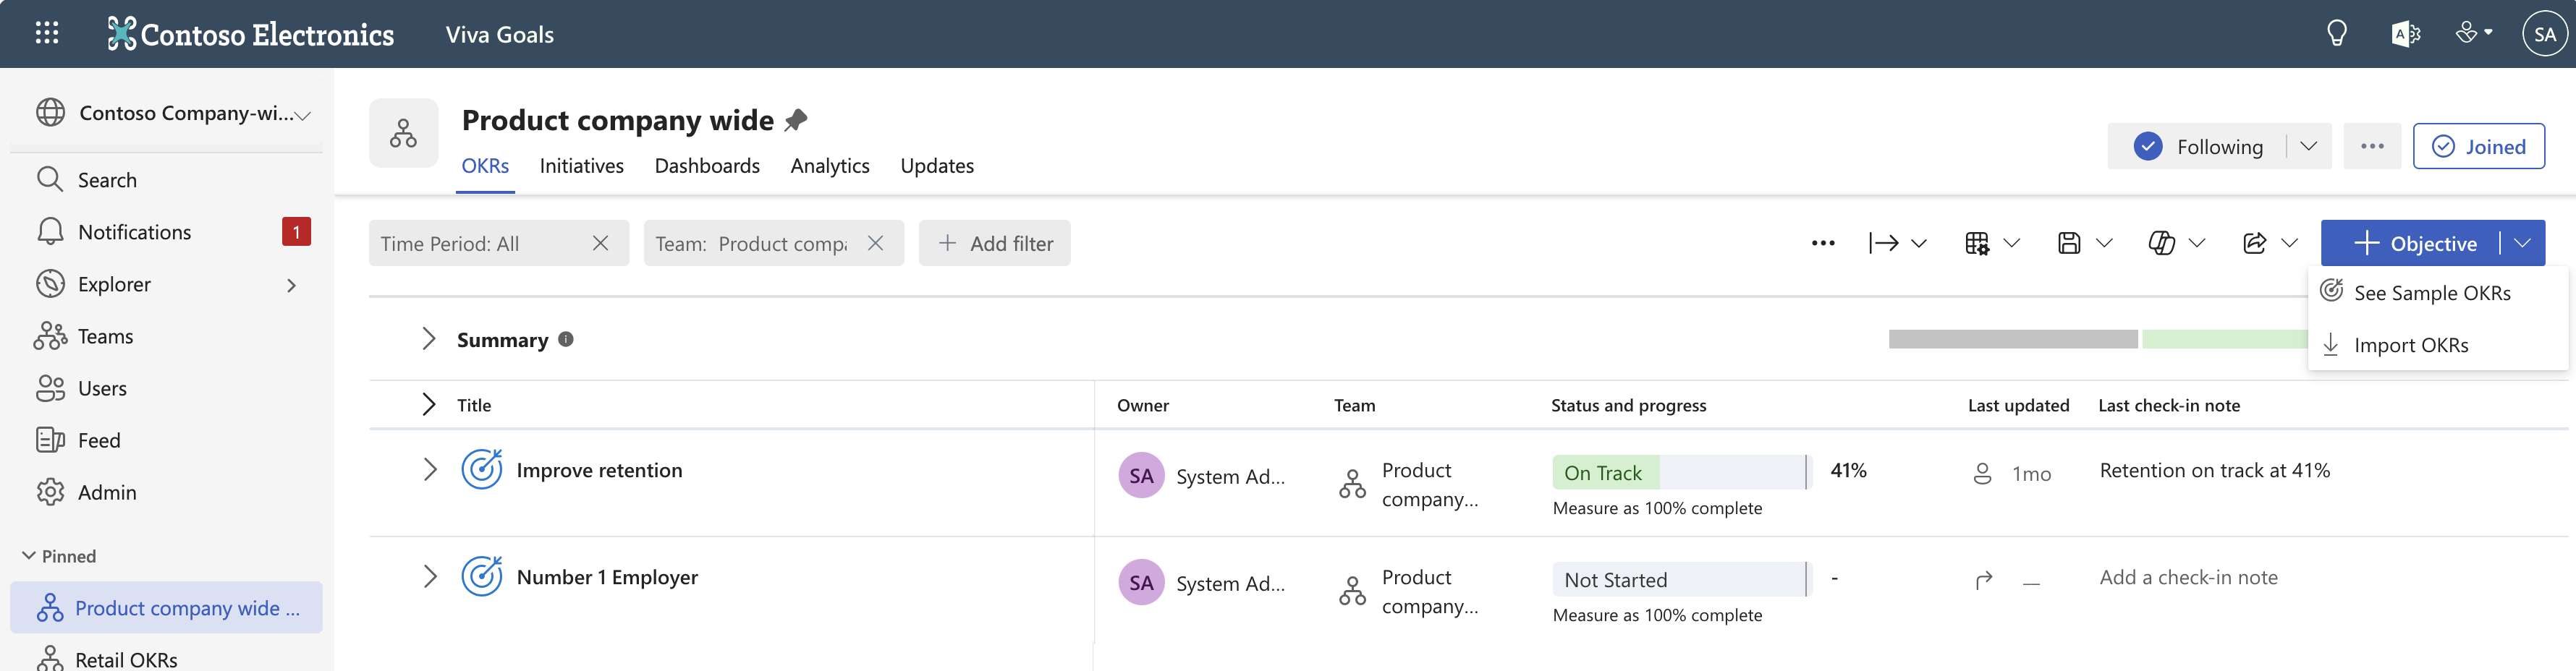 Contoso Electronics
Viva Goals
SA
Contoso Company-wi...
Search
Notifications
1
Explorer
Teams
Users
Feed
Admin
Pinned
Product company wide ...
Retail OKRs
Product company wide
OKRs Initiatives Dashboards Analytics Updates
Following
Joined
Time Period: All
Team: Product compa
Add filter
Objective
See Sample OKRs
Import OKRs
Summary
Title Owner Team Status and progress Last updated Last check-in note
Improve retention
SA System Ad...
Product
company...
On Track
41%
Measure as 100% complete
1mo
Retention on track at 41%
Number 1 Employer
SA System Ad...
Product
company...
Not Started
-
Measure as 100% complete
—
Add a check-in note